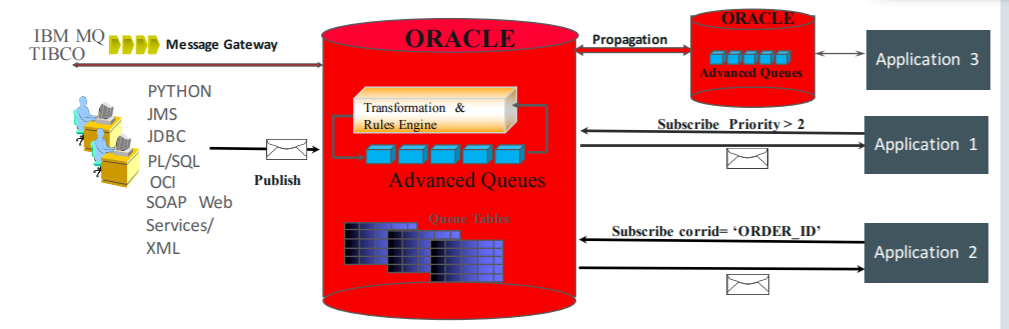 IBM MQ
TIBCO
Message Gateway
PYTHON
JMS
JDBC
PL/SQL
OCI
SOAP Web
Services/
XML
Publish
ORACLE
Transformation &
Rules Engine
Advanced Queues
Queue Tables
Propagation
ORACLE
Advanced Queues
Application 3
Subscribe Priority > 2
Application 1
Subscribe corrid= ‘ORDER_ID’
Application 2